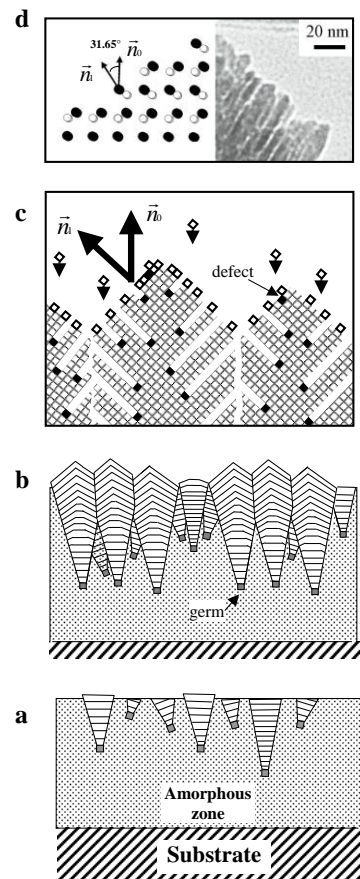 d
31.65°
n₁
n₀
20 nm
c
n₁
n₀
defect
b
germ
a
Amorphous
zone
Substrate